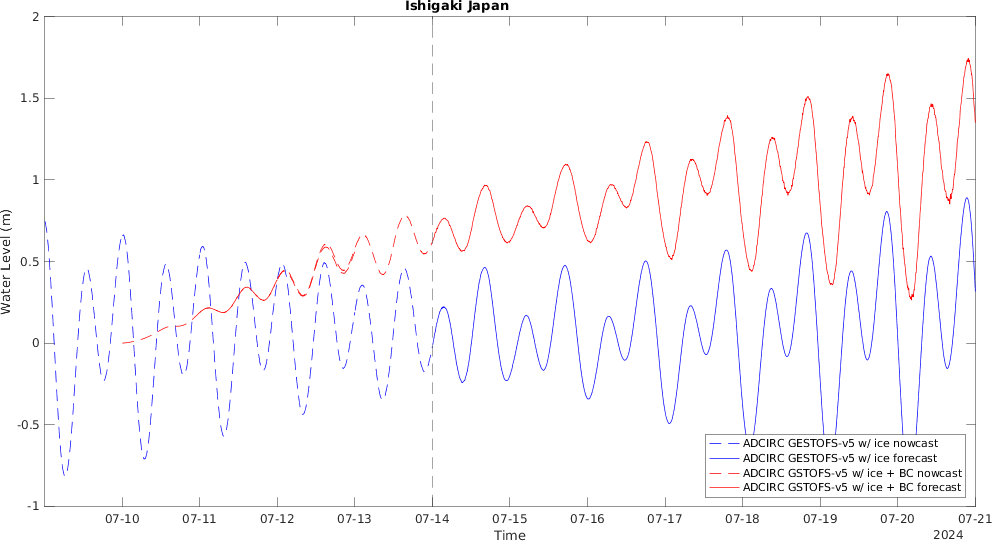 Ishigaki Japan
2
1.5
1
0.5
0
-0.5
-1
Water Level (m)
07-10 07-11 07-12 07-13 07-14 07-15 07-16 07-17 07-18 07-19 07-20 07-21
2024
Time
ADCIRC GESTOFS-v5 w/ ice nowcast
ADCIRC GESTOFS-v5 w/ ice forecast
ADCIRC GSTOFS-v5 w/ ice + BC nowcast
ADCIRC GSTOFS-v5 w/ ice + BC forecast